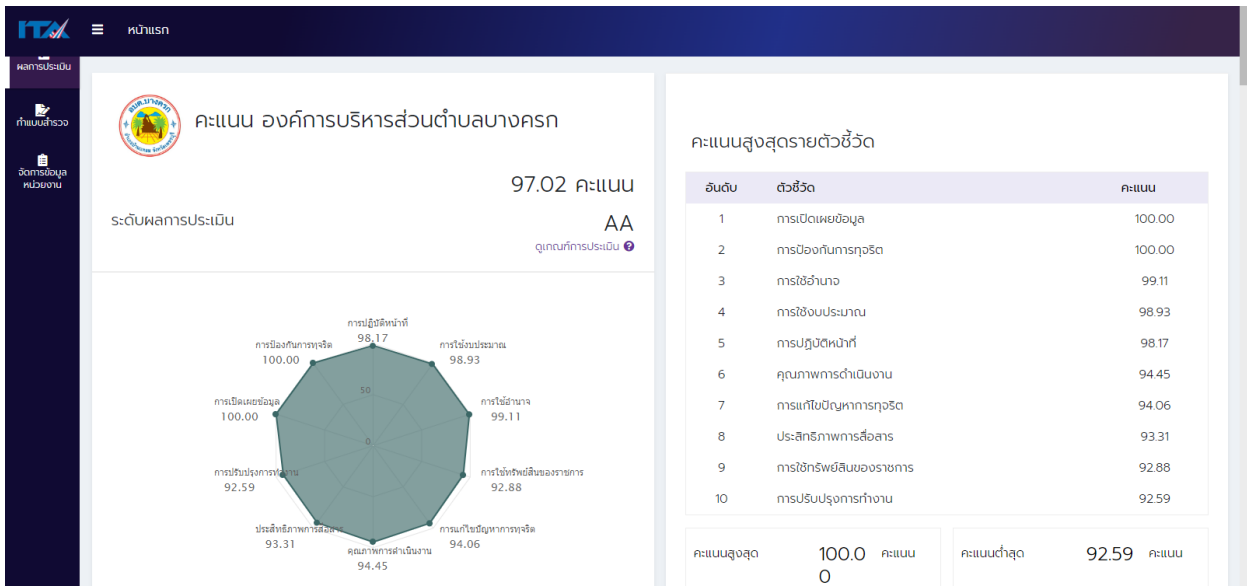 ITA
หน้าแรก
ผลการประเมิน
ทำแบบสำรวจ
จัดการข้อมูล
หน่วยงาน
คะแนน องค์การบริหารส่วนตำบลบางครก
97.02 คะแนน
ระดับผลการประเมิน
AA
ดูเกณฑ์การประเมิน
การปฏิบัติหน้าที่
98.17
การป้องกันการทุจริต
100.00
การใช้งบประมาณ
98.93
50
การเปิดเผยข้อมูล
100.00
การใช้อำนาจ
99.11
0
การปรับปรุงการทำงาน
92.59
การใช้ทรัพย์สินของราชการ
92.88
ประสิทธิภาพการสื่อสาร
93.31
การแก้ไขปัญหาการทุจริต
94.06
คุณภาพการดำเนินงาน
94.45
คะแนนสูงสุดรายตัวชี้วัด
อันดับ ตัวชี้วัด คะแนน
1 การเปิดเผยข้อมูล 100.00
2 การป้องกันการทุจริต 100.00
3 การใช้อำนาจ 99.11
4 การใช้งบประมาณ 98.93
5 การปฏิบัติหน้าที่ 98.17
6 คุณภาพการดำเนินงาน 94.45
7 การแก้ไขปัญหาการทุจริต 94.06
8 ประสิทธิภาพการสื่อสาร 93.31
9 การใช้ทรัพย์สินของราชการ 92.88
10 การปรับปรุงการทำงาน 92.59
คะแนนสูงสุด 100.0 คะแนน
0
คะแนนต่ำสุด 92.59 คะแนน